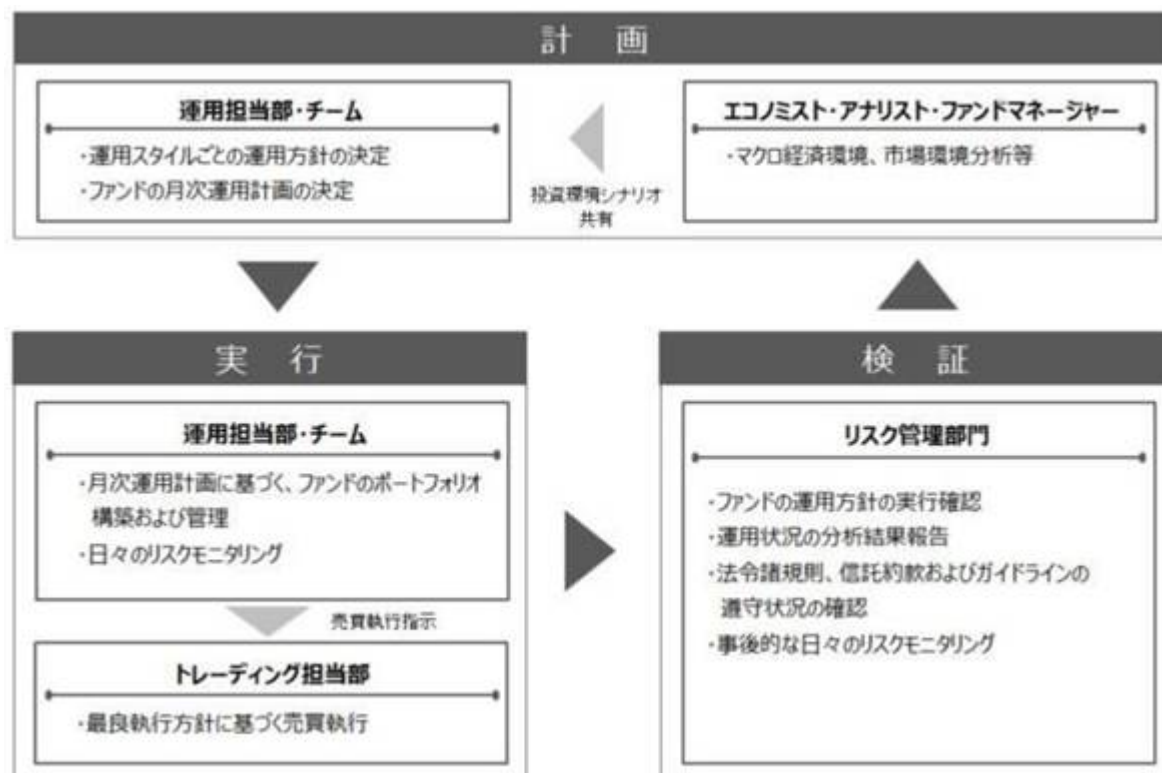 計 画
運用担当部・チーム
・運用スタイルごとの運用方針の決定
・ファンドの月次運用計画の決定
投資環境シナリオ
共有
エコノミスト・アナリスト・ファンドマネージャー
・マクロ経済環境、市場環境分析等
実 行
運用担当部・チーム
・月次運用計画に基づく、ファンドのポートフォリオ
構築および管理
・日々のリスクモニタリング
売買執行指示
トレーディング担当部
・最良執行方針に基づく売買執行
検 証
リスク管理部門
・ファンドの運用方針の実行確認
・運用状況の分析結果報告
・法令諸規則、信託約款およびガイドラインの
遵守状況の確認
・事後的な日々のリスクモニタリング